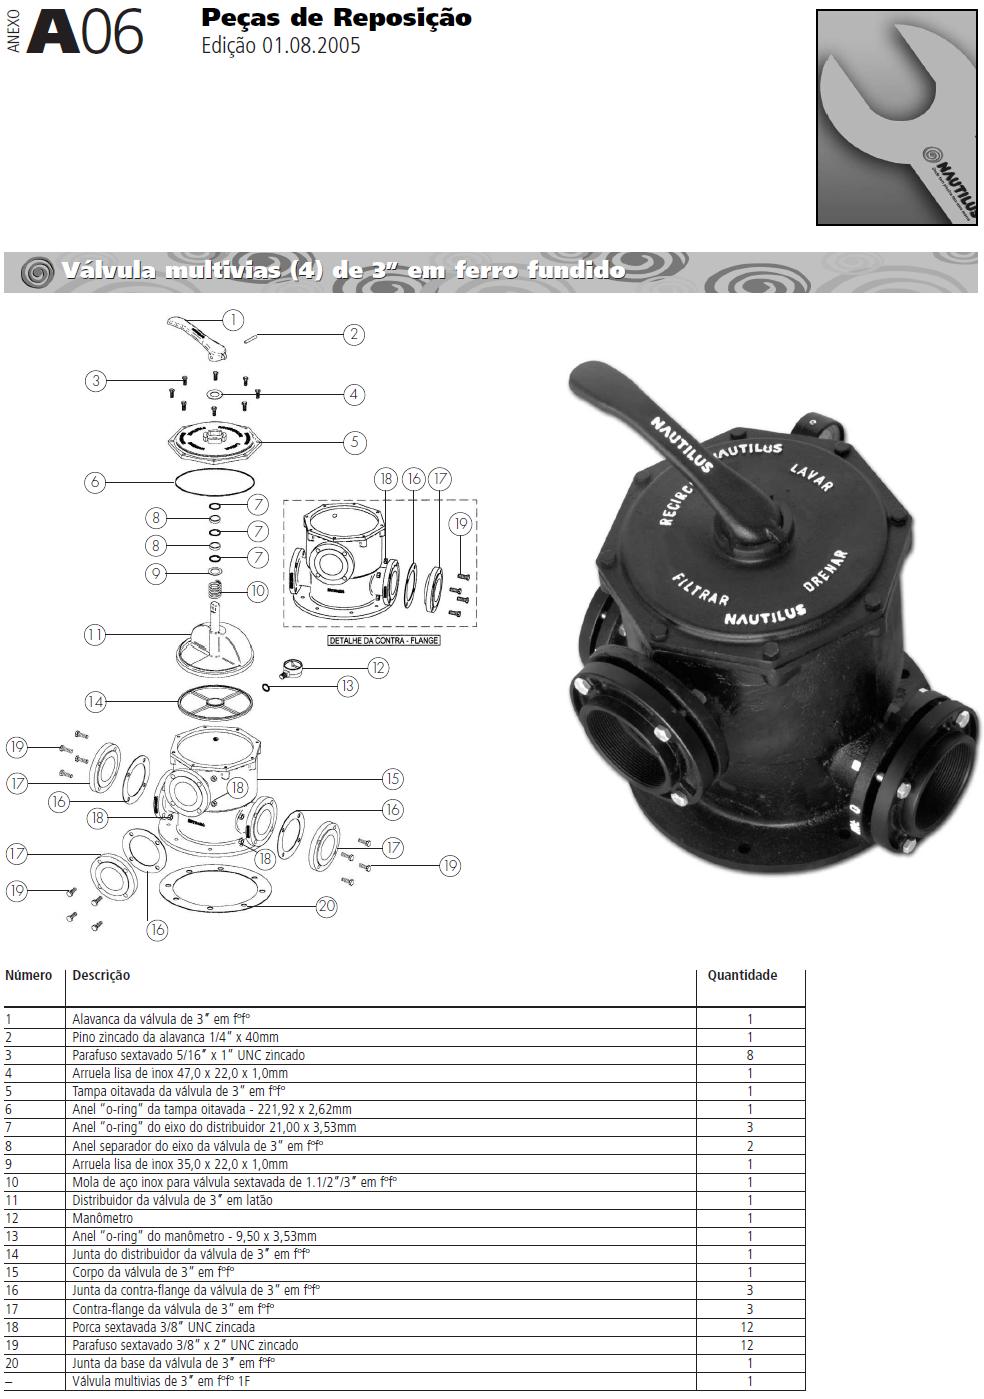 ANEXO
A06
Peças de Reposição
Edição 01.08.2005
NAUTILUS
Válvula multivias (4) de 3” em ferro fundido
1
2
3
4
5
6
7
8
7
8
7
9
10
11
12
13
14
18 16 17
19
DETALHE DA CONTRA - FLANGE
19
17
16
18
15
18
16
17
19
18
17
19
16
20
NAUTILUS
NAUTILUS
LAVAR
RECIRC
DRENAR
FILTRAR
NAUTILUS
Número Descrição Quantidade
1 Alavanca da válvula de 3” em fºfº 1
2 Pino zincado da alavanca 1/4” x 40mm 1
3 Parafuso sextavado 5/16” x 1” UNC zincado 8
4 Arruela lisa de inox 47,0 x 22,0 x 1,0mm 1
5 Tampa oitavada da válvula de 3” em fºfº 1
6 Anel “o-ring” da tampa oitavada - 221,92 x 2,62mm 1
7 Anel “o-ring” do eixo do distribuidor 21,00 x 3,53mm 3
8 Anel separador do eixo da válvula de 3” em fºfº 2
9 Arruela lisa de inox 35,0 x 22,0 x 1,0mm 1
10 Mola de aço inox para válvula sextavada de 1.1/2”/3” em fºfº 1
11 Distribuidor da válvula de 3” em latão 1
12 Manômetro 1
13 Anel “o-ring” do manômetro - 9,50 x 3,53mm 1
14 Junta do distribuidor da válvula de 3” em fºfº 1
15 Corpo da válvula de 3” em fºfº 1
16 Junta da contra-flange da válvula de 3” em fºfº 3
17 Contra-flange da válvula de 3” em fºfº 3
18 Porca sextavada 3/8” UNC zincada 12
19 Parafuso sextavado 3/8” x 2” UNC zincado 12
20 Junta da base da válvula de 3” em fºfº 1
– Válvula multivias de 3” em fºfº 1F 1